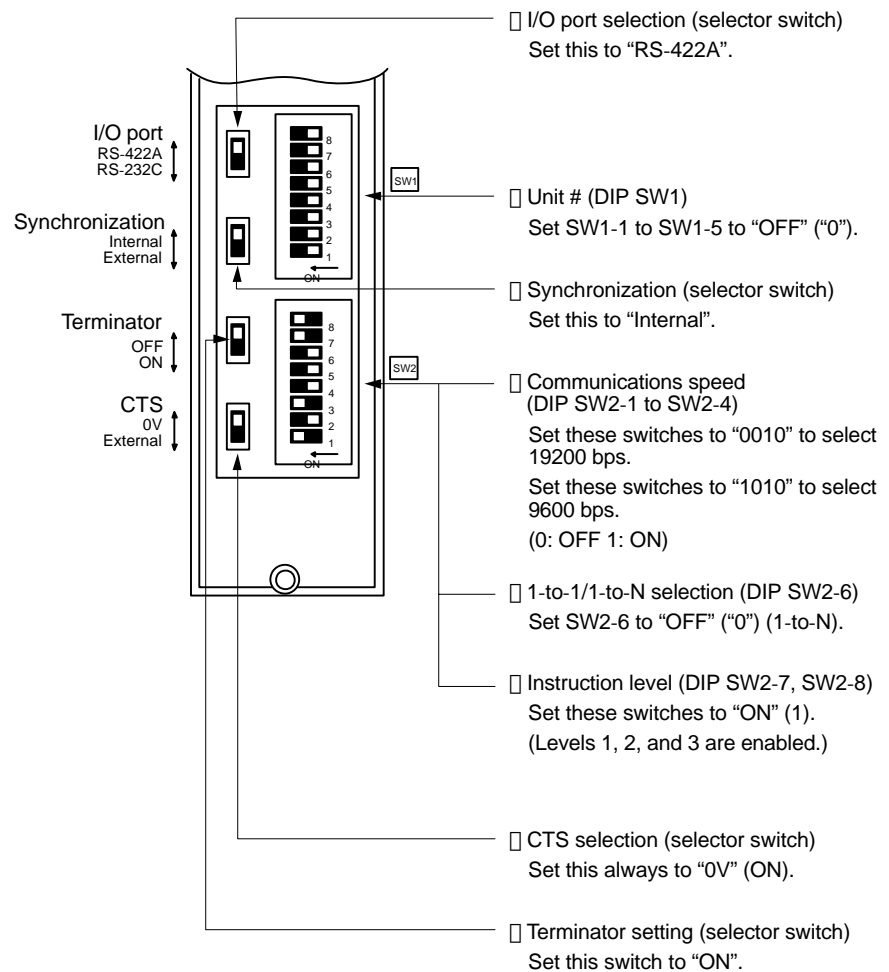 I/O port selection (selector switch)
Set this to “RS-422A”.
I/O port
RS-422A
RS-232C
8
7
6
5
4
3
2
1
ON
SW1
Unit # (DIP SW1)
Set SW1-1 to SW1-5 to “OFF” (“0”).
Synchronization
Internal
External
Synchronization (selector switch)
Set this to “Internal”.
Terminator
OFF
ON
8
7
6
5
4
3
2
1
ON
SW2
Communications speed
(DIP SW2-1 to SW2-4)
Set these switches to “0010” to select
19200 bps.
Set these switches to “1010” to select
9600 bps.
(0: OFF 1: ON)
CTS
0V
External
1-to-1/1-to-N selection (DIP SW2-6)
Set SW2-6 to “OFF” (“0”) (1-to-N).
Instruction level (DIP SW2-7, SW2-8)
Set these switches to “ON” (1).
(Levels 1, 2, and 3 are enabled.)
CTS selection (selector switch)
Set this always to “0V” (ON).
Terminator setting (selector switch)
Set this switch to “ON”.